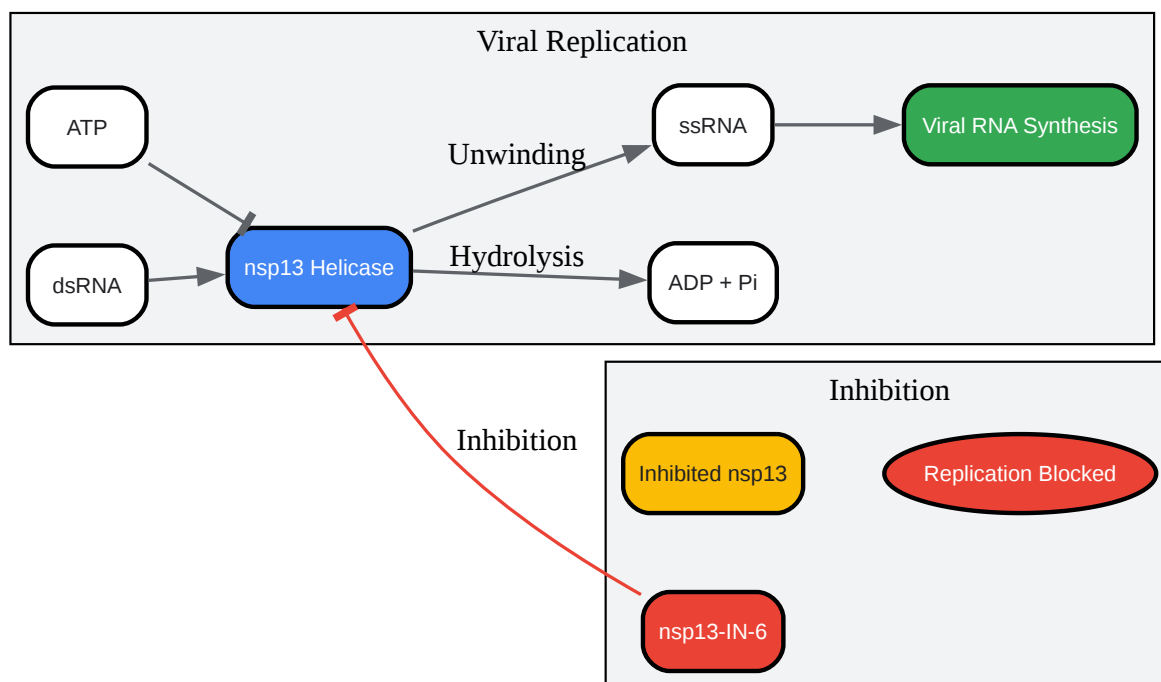 Viral Replication
ATP
ssRNA
Viral RNA Synthesis
Unwinding
dsRNA
nsp13 Helicase
Hydrolysis
ADP + Pi
Inhibition
Inhibition
Inhibited nsp13
Replication Blocked
nsp13-IN-6